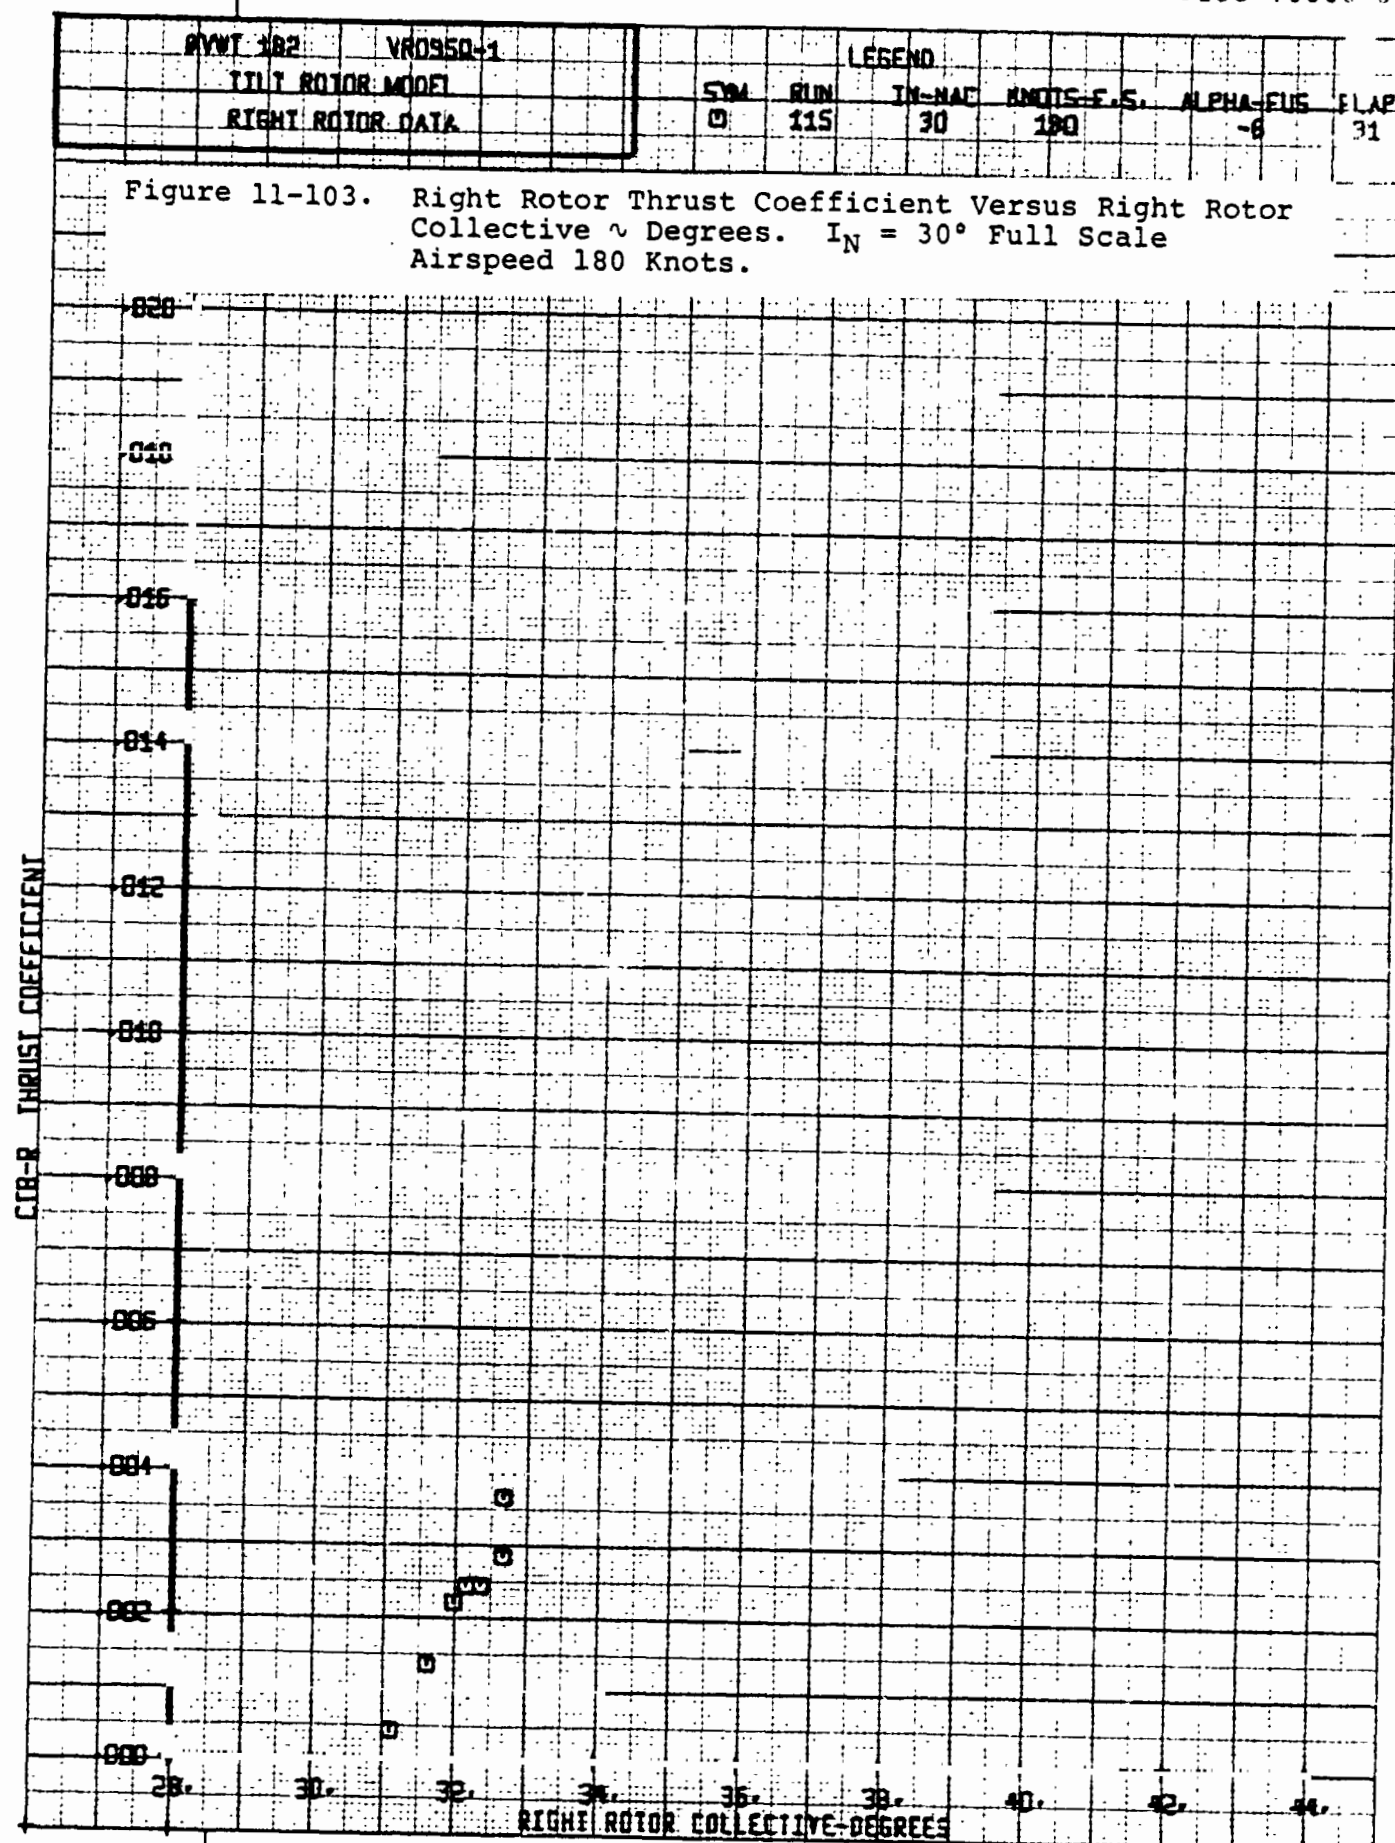 BVWT 182 VR095Q-1
TILT ROTOR MODEL
RIGHT ROTOR DATA
LEGEND
SYM RUN IN-NAC KNOTS-F.S. ALPHA-FUS FLAP
115 30 180 31
Figure 11-103. Right Rotor Thrust Coefficient Versus Right Rotor
Collective ~ Degrees. I_N = 30° Full Scale
Airspeed 180 Knots.
.020
.016
.014
.012
.010
.008
.006
.004
.002
.000
CTB-R THRUST COEFFICIENT
28. 30. 32. 34. 36. 38. 40. 42. 44.
RIGHT ROTOR COLLECTIVE-DEGREES